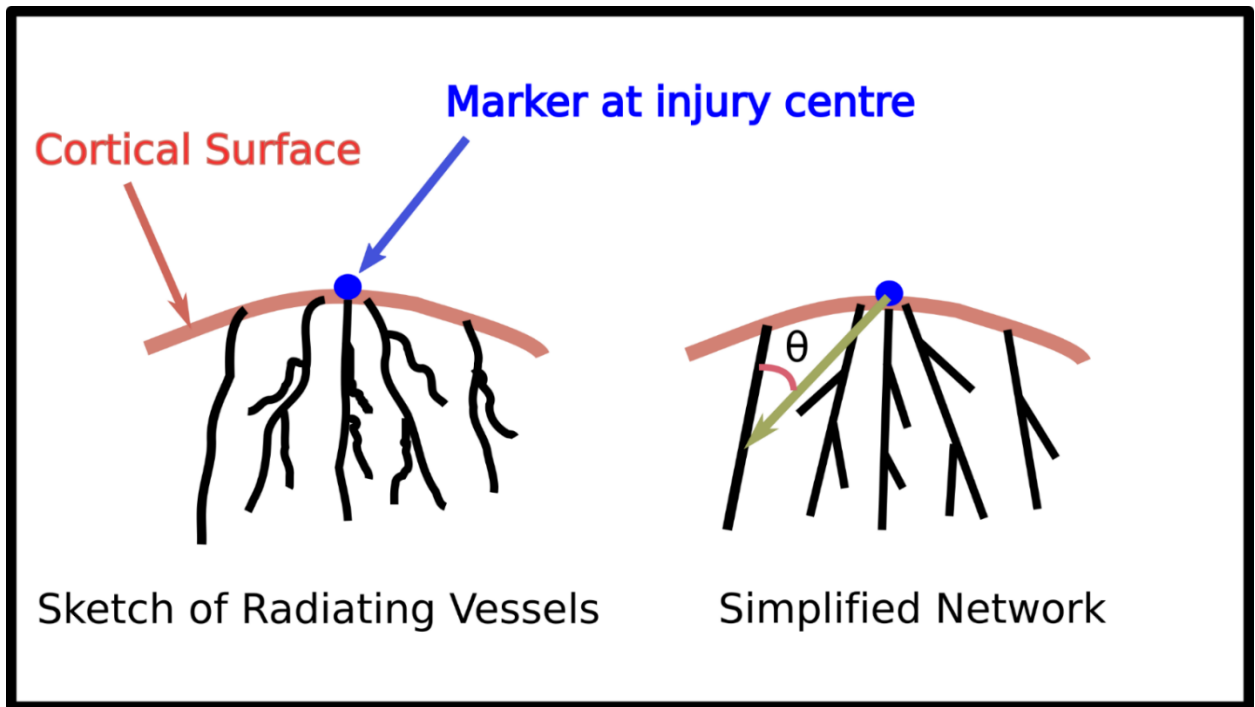 Marker at injury centre
Cortical Surface
θ
Sketch of Radiating Vessels
Simplified Network